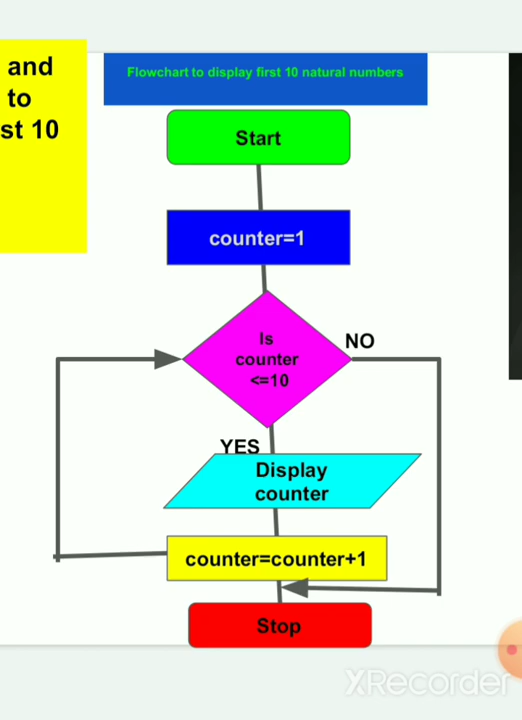 and
to
st 10
Flowchart to display first 10 natural numbers
Start
counter=1
Is
counter
<=10
NO
YES
Display
counter
counter=counter+1
Stop
XRecorder